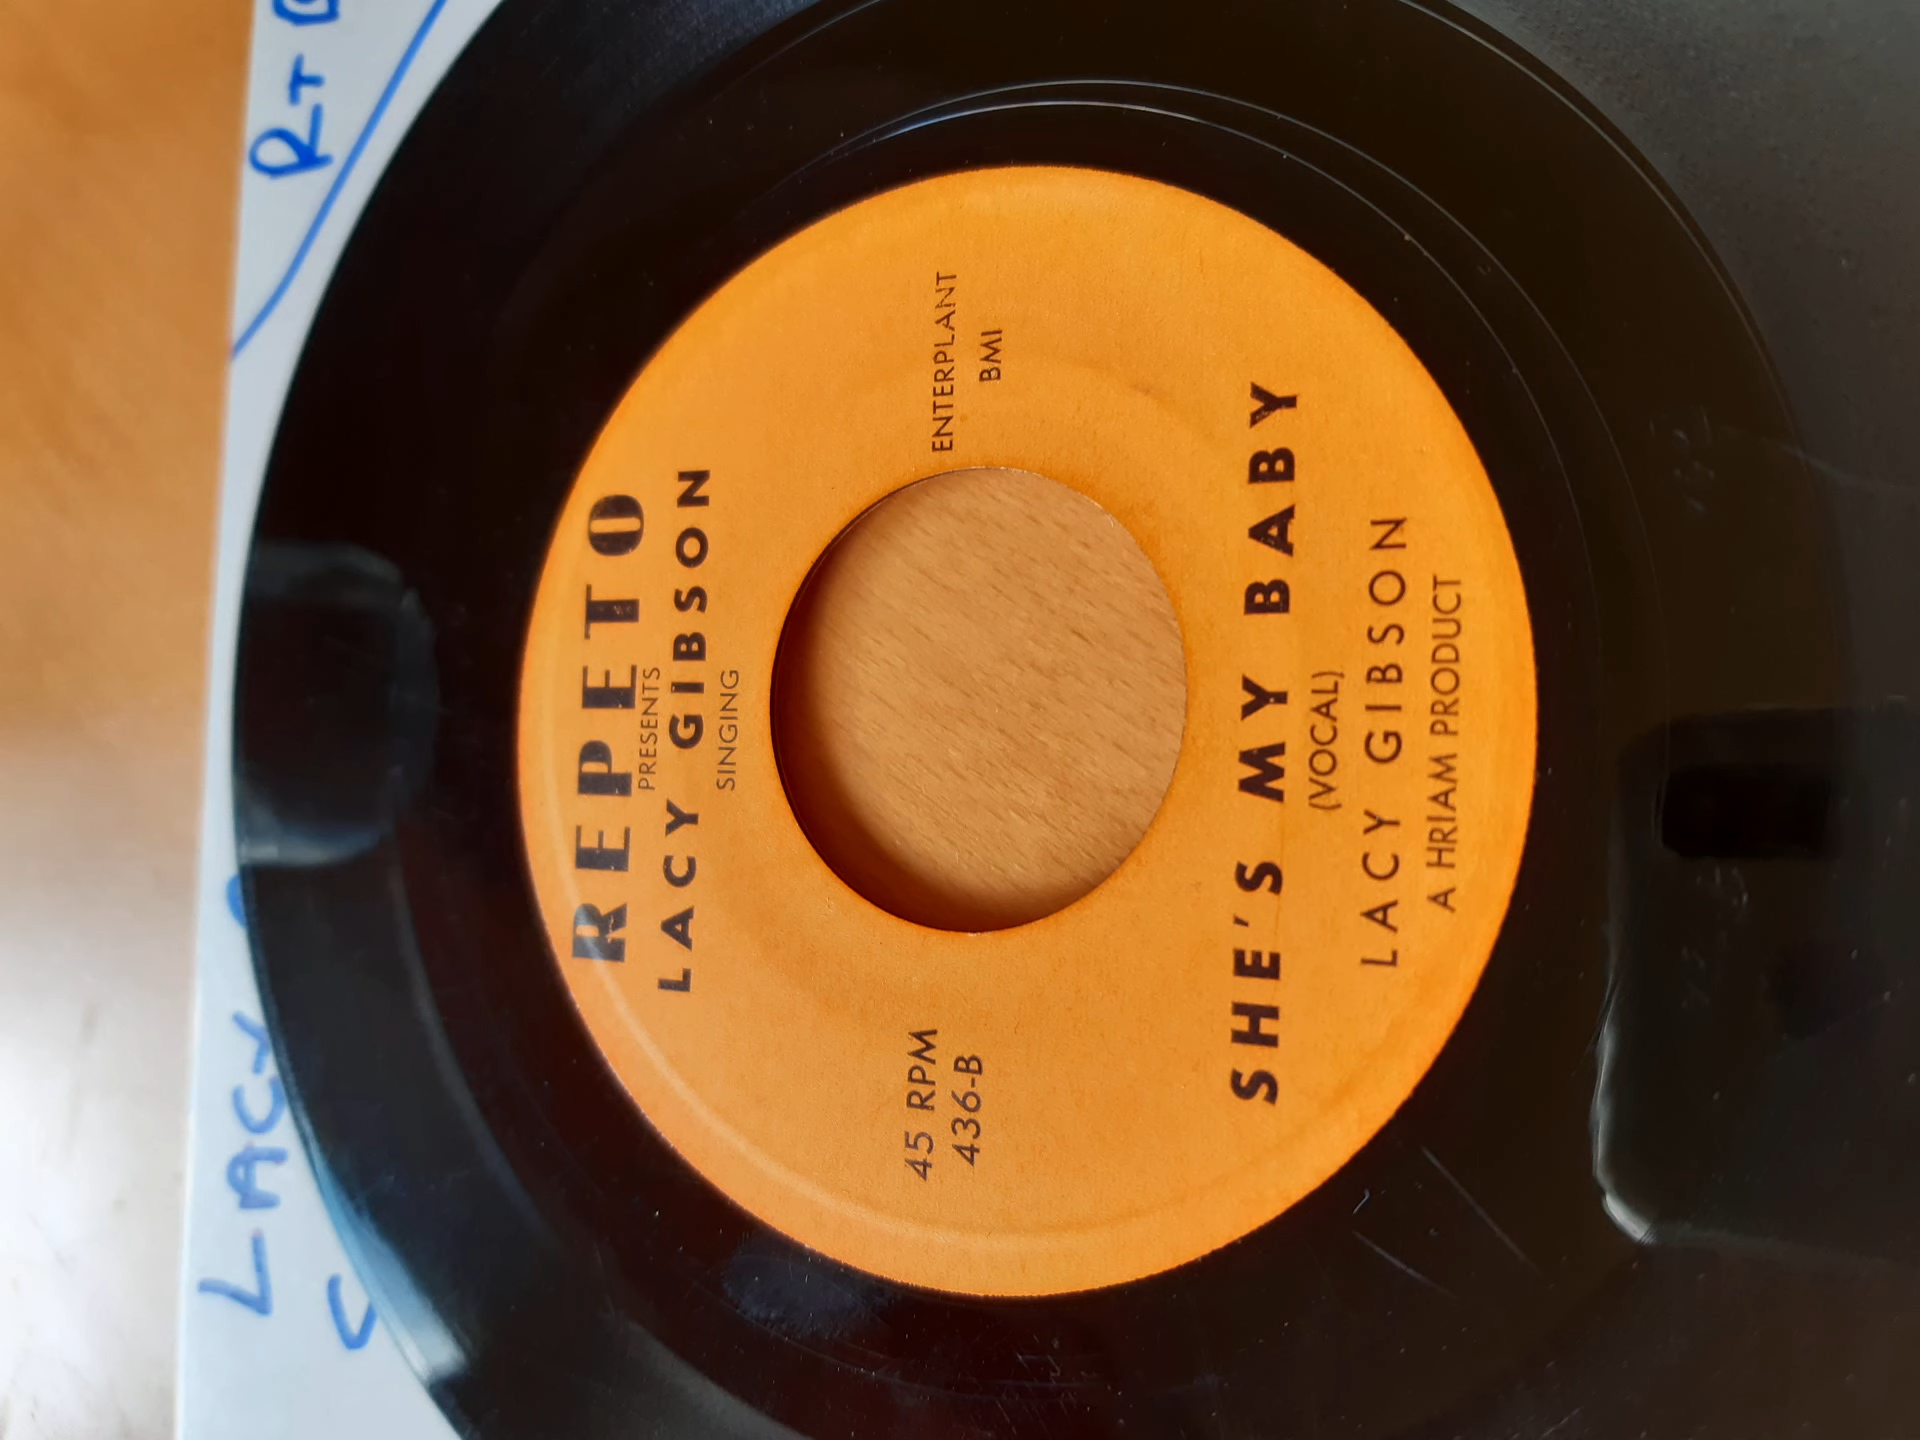 REPETO
PRESENTS
LACY GIBSON
SINGING
45 RPM
436-B
ENTERPLANT
BMI
SHE'S MY BABY
(VOCAL)
LACY GIBSON
A HRIAM PRODUCT
LACY